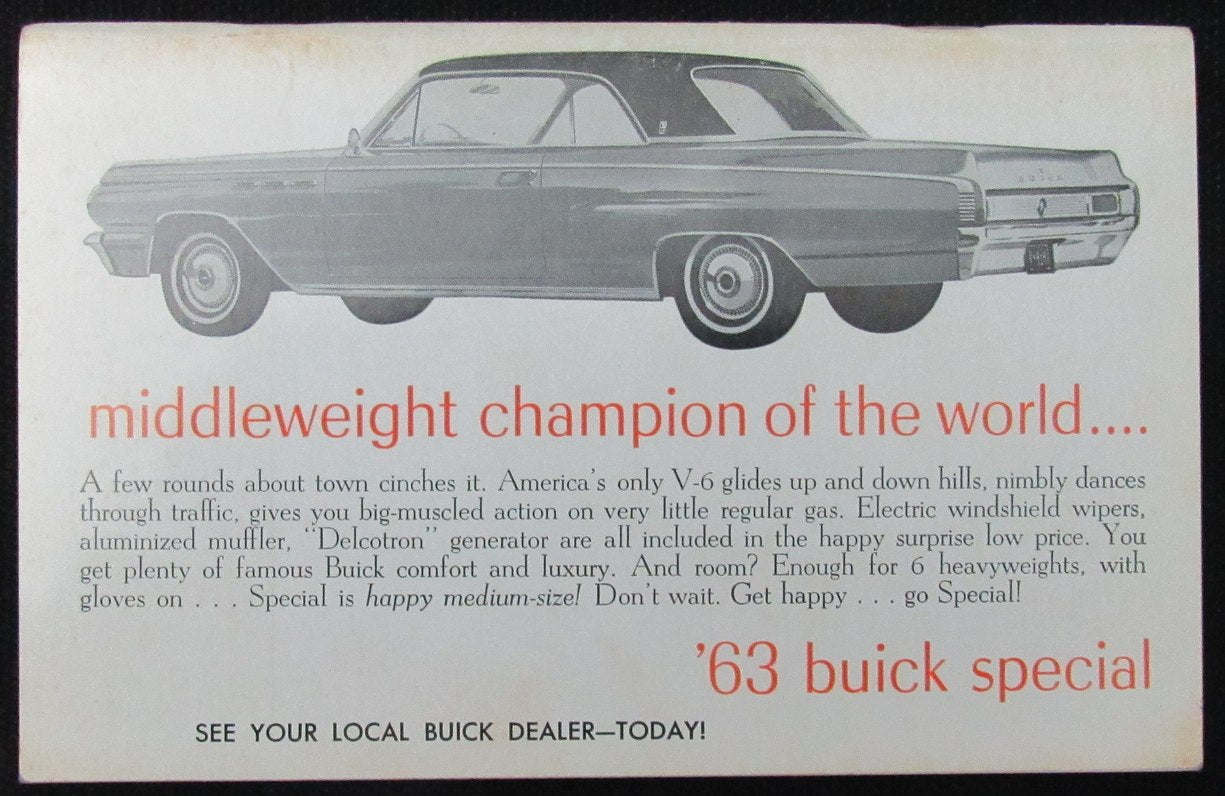 BUICK
middleweight champion of the world....
A few rounds about town cinches it. America's only V-6 glides up and down hills, nimbly dances
through traffic, gives you big-muscled action on very little regular gas. Electric windshield wipers,
aluminized muffler, "Delcotron" generator are all included in the happy surprise low price. You
get plenty of famous Buick comfort and luxury. And room? Enough for 6 heavyweights, with
gloves on . . . Special is happy medium-size! Don't wait. Get happy . . . go Special!
'63 buick special
SEE YOUR LOCAL BUICK DEALER—TODAY!